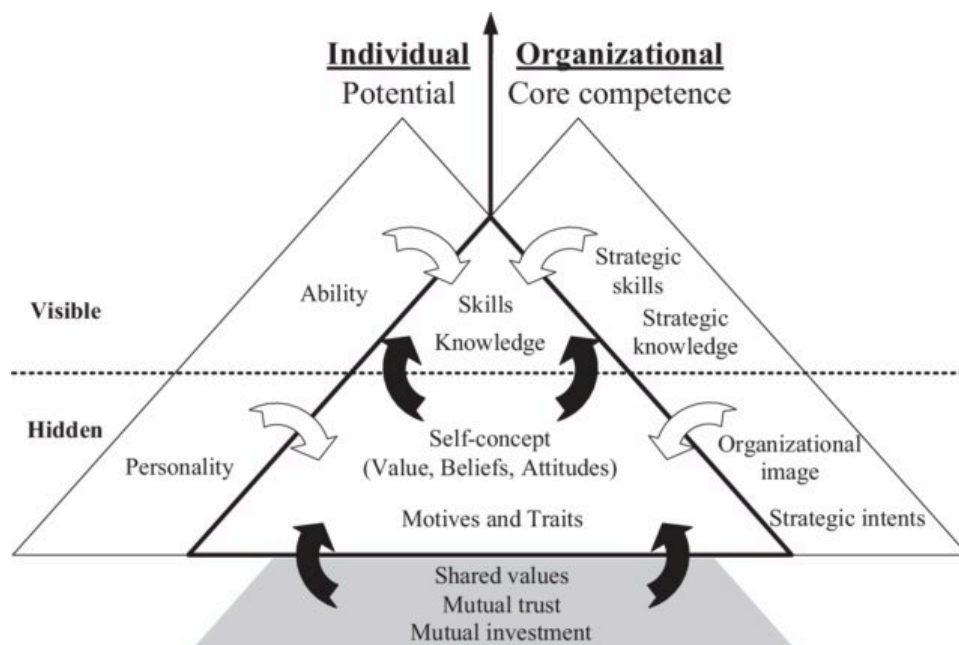 Individual
Potential
Organizational
Core competence
Visible
Ability
Skills
Knowledge
Strategic
skills
Strategic
knowledge
Hidden
Personality
Self-concept
(Value, Beliefs, Attitudes)
Motives and Traits
Organizational
image
Strategic intents
Shared values
Mutual trust
Mutual investment